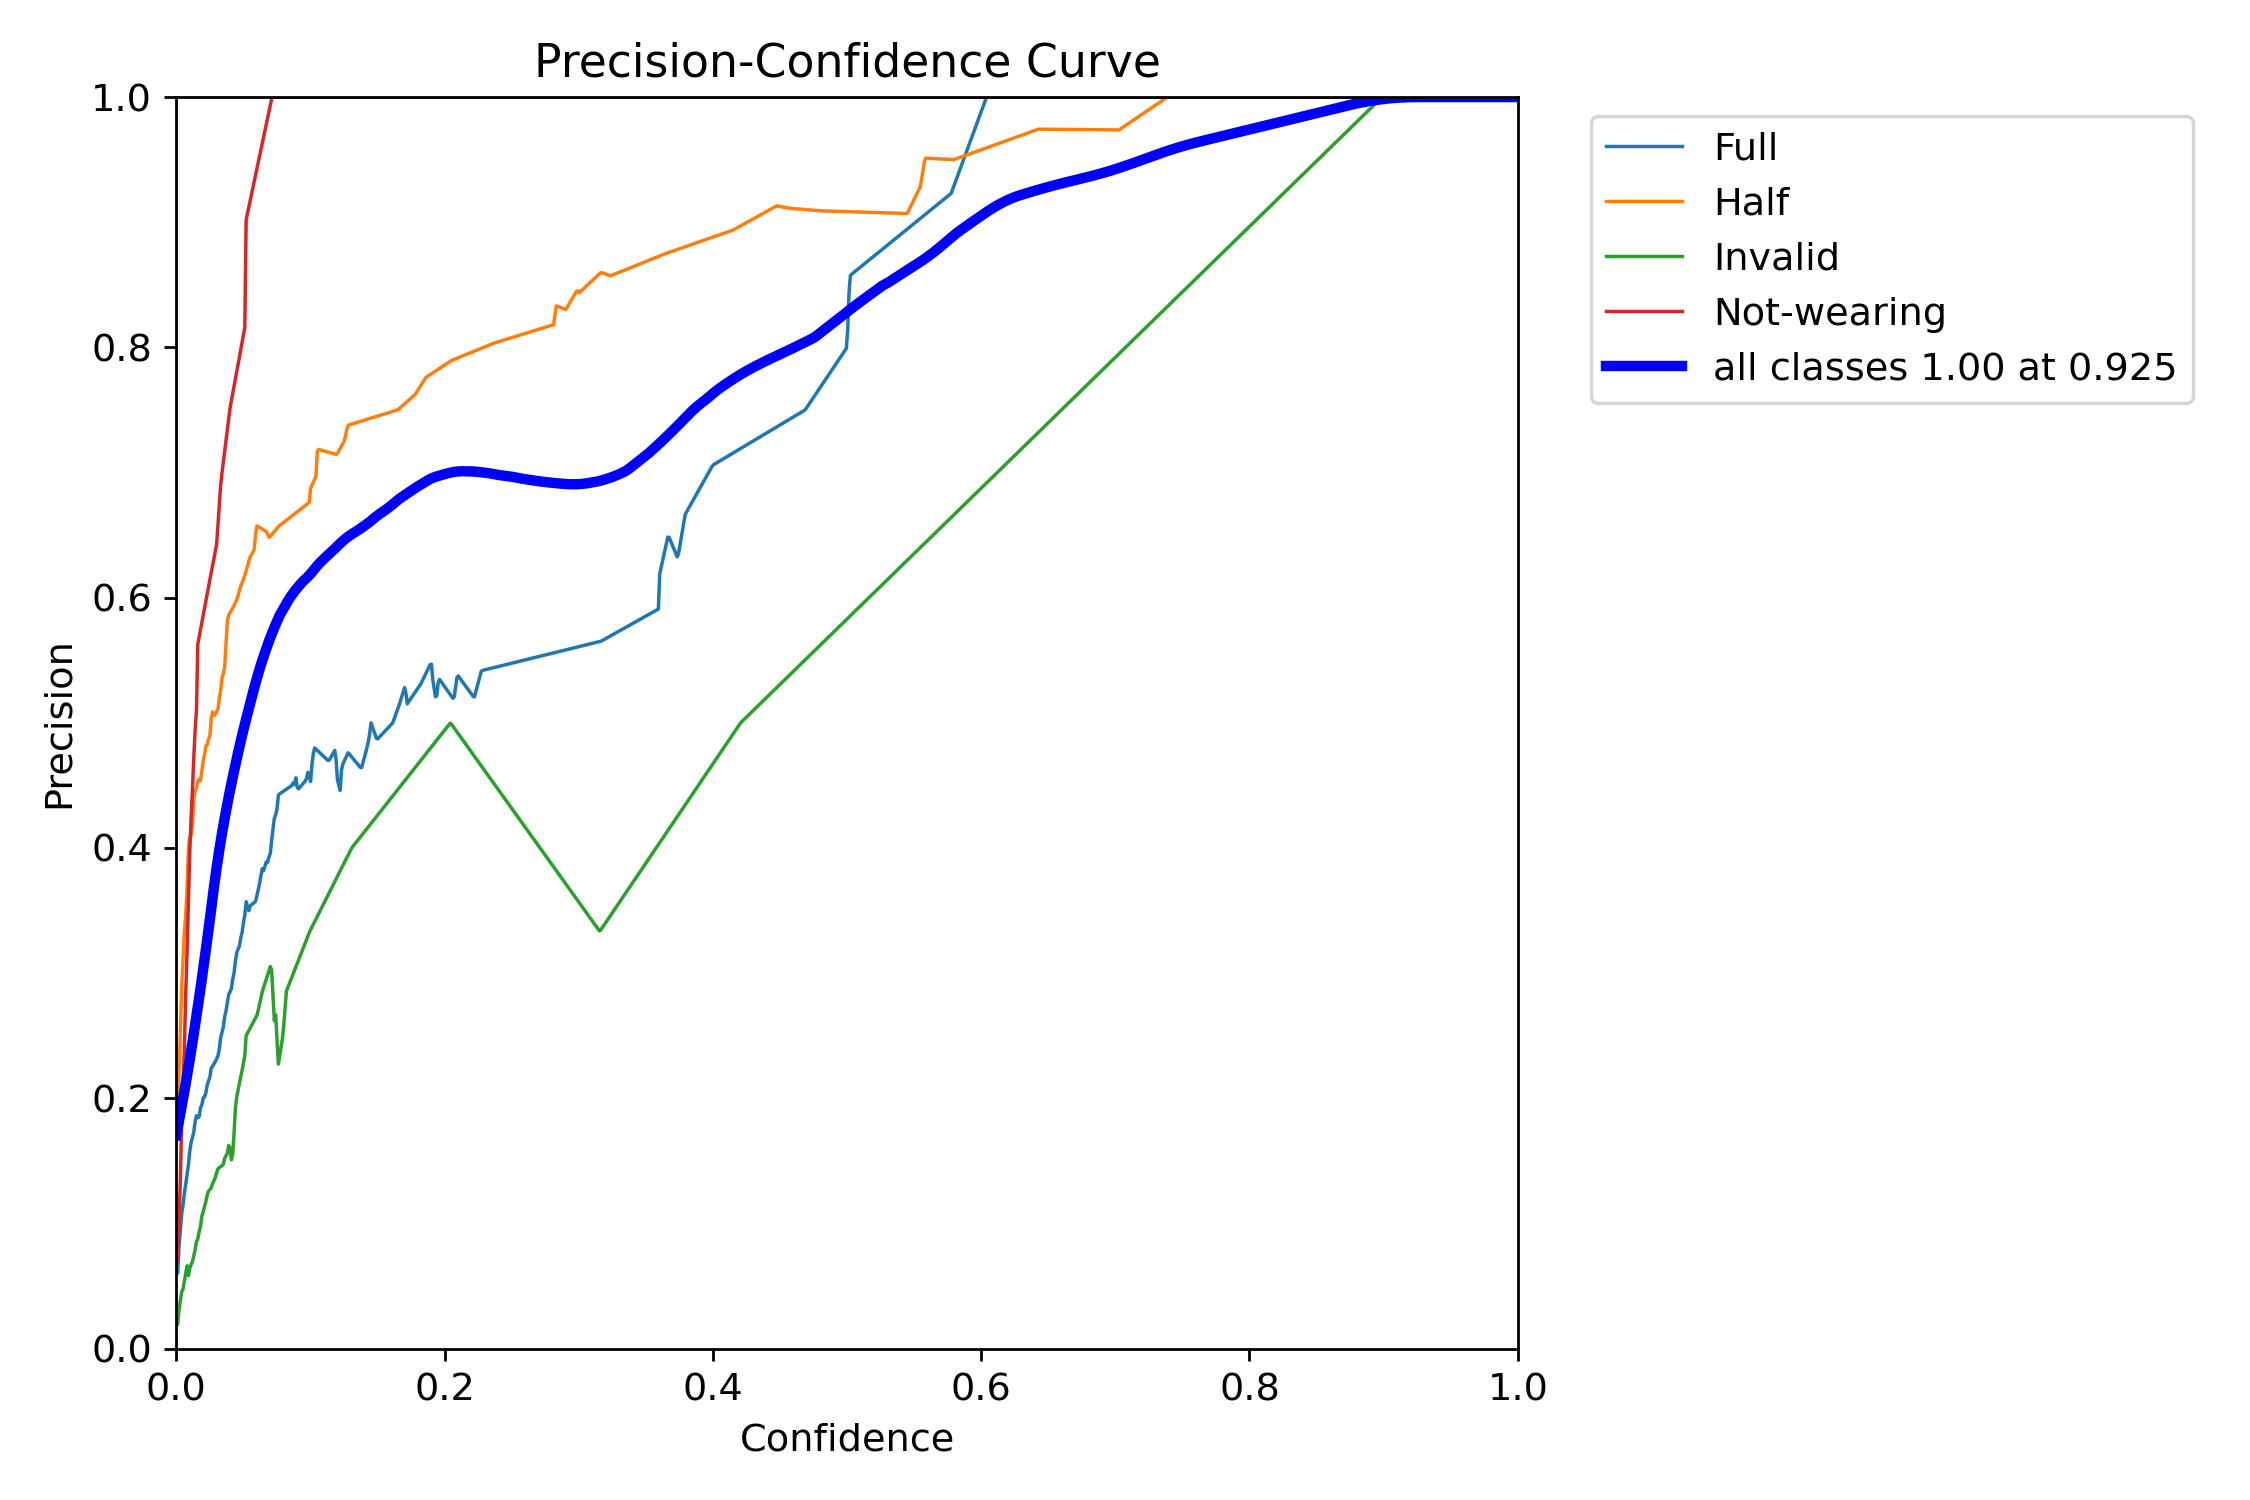 Precision-Confidence Curve
1.0
0.8
0.6
0.4
0.2
0.0
Precision
0.0 0.2 0.4 0.6 0.8 1.0
Confidence
Full
Half
Invalid
Not-wearing
all classes 1.00 at 0.925